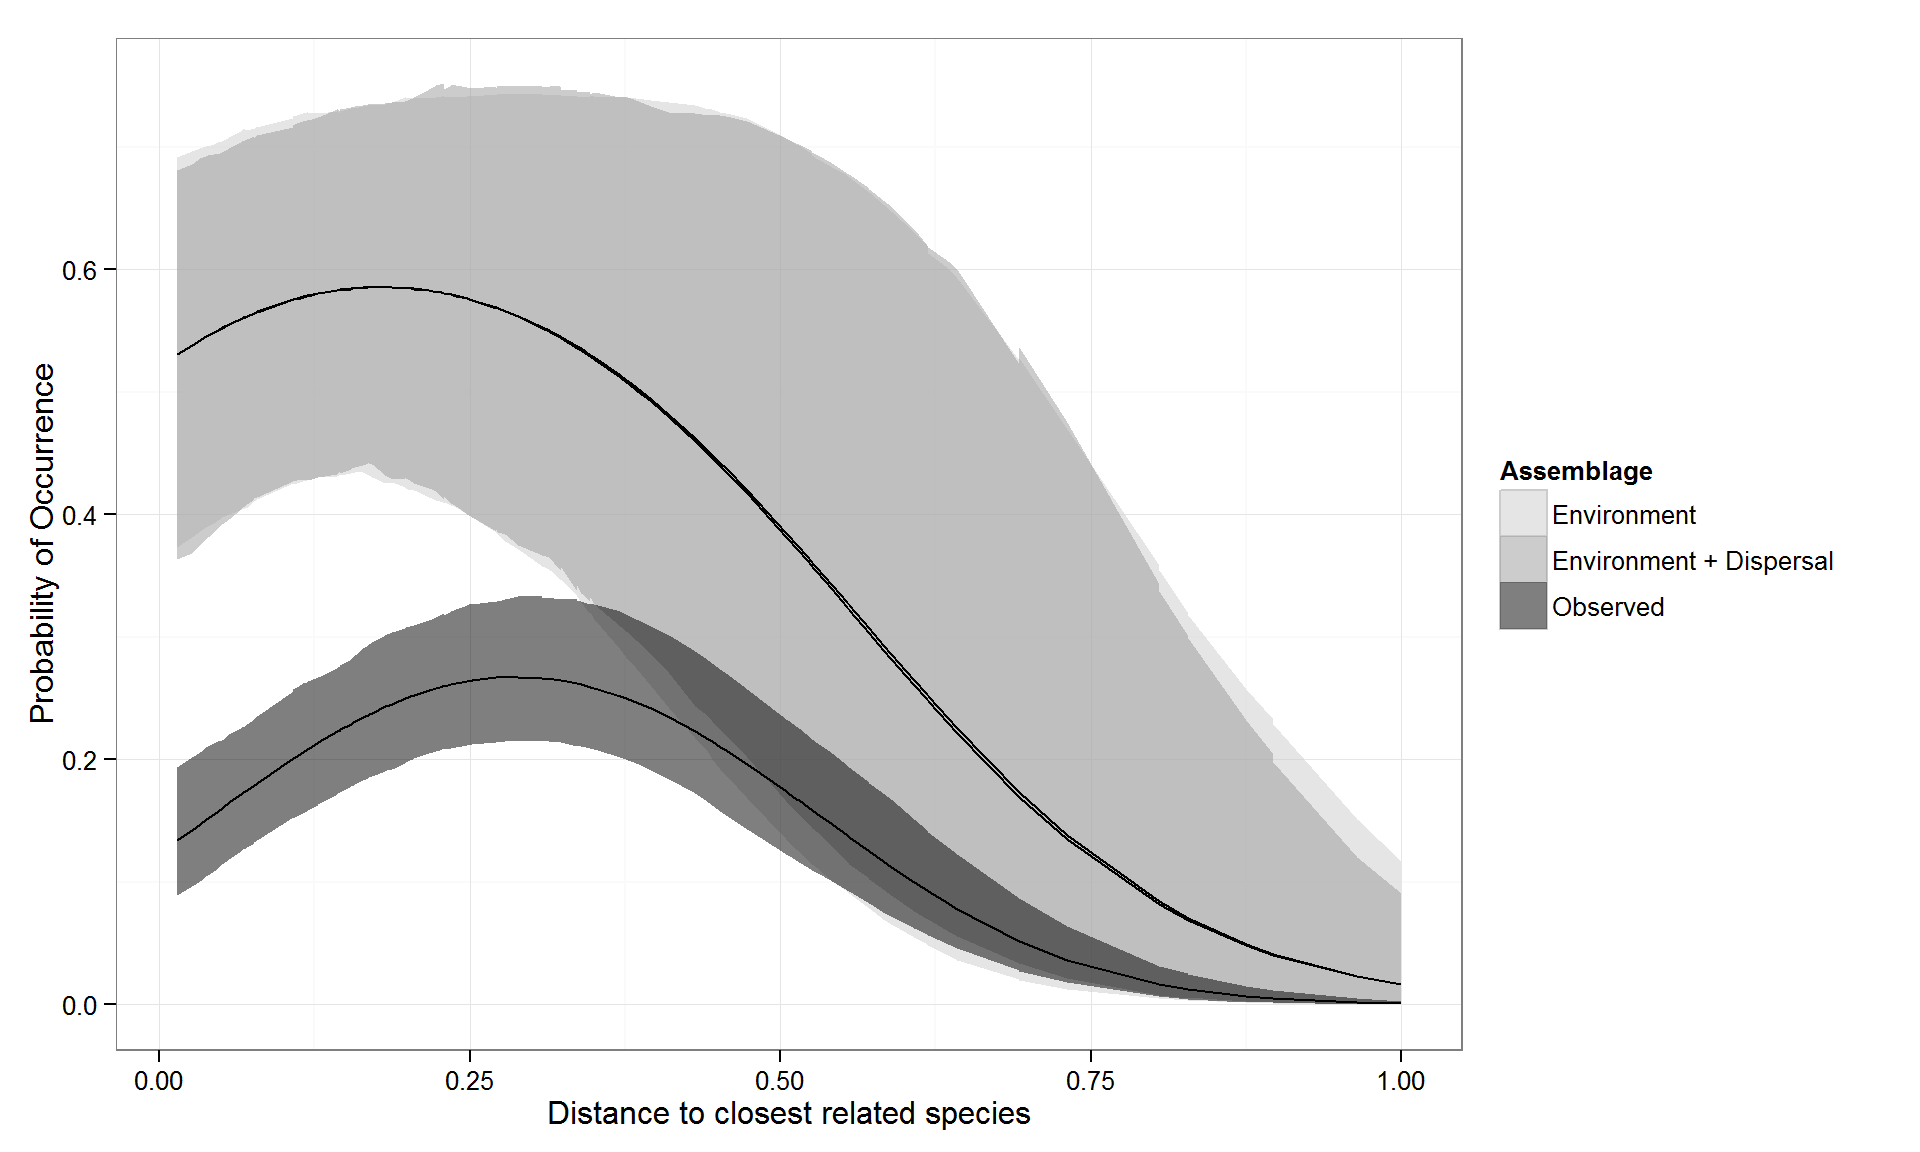 Probability of Occurrence
0.6
0.4
0.2
0.0
0.00 0.25 0.50 0.75 1.00
Distance to closest related species
Assemblage
Environment
Environment + Dispersal
Observed